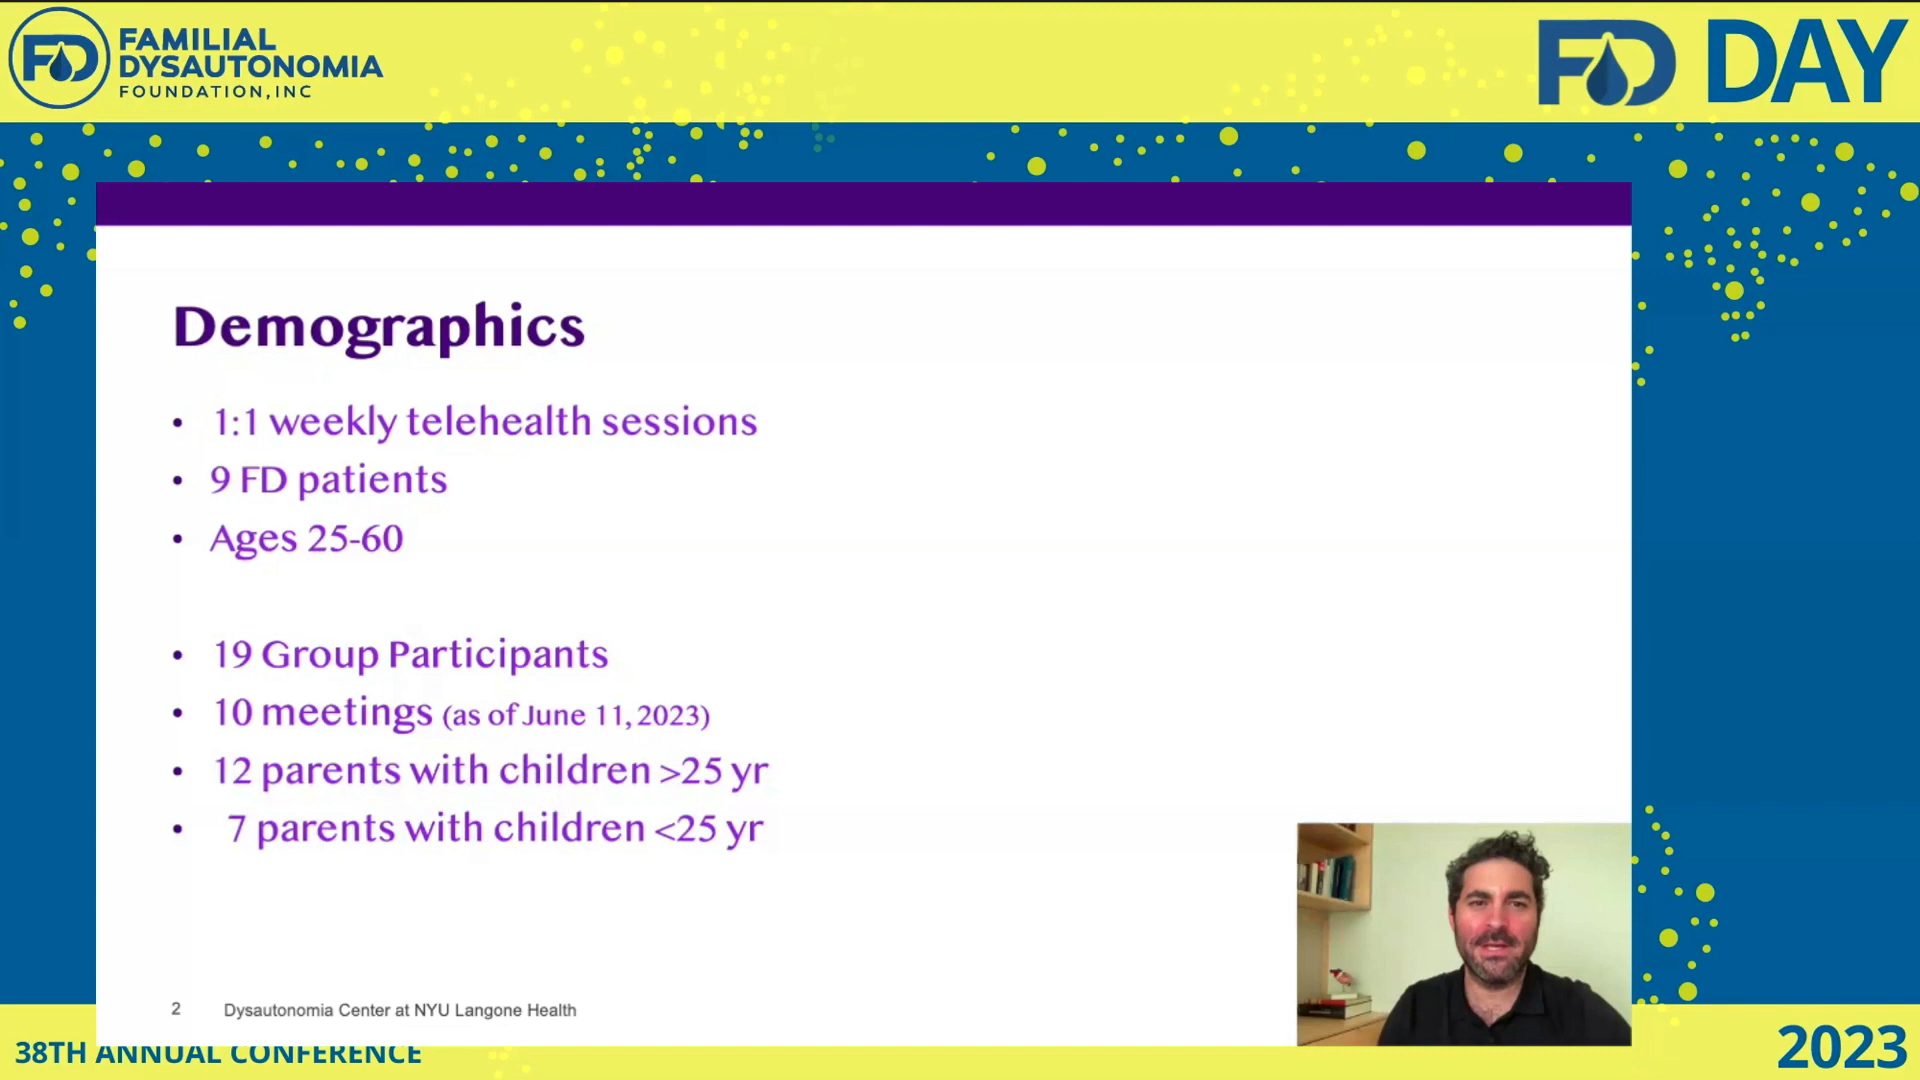 FAMILIAL
DYSAUTONOMIA
FOUNDATION, INC
FD
FD DAY
Demographics
• 1:1 weekly telehealth sessions
• 9 FD patients
• Ages 25-60
• 19 Group Participants
• 10 meetings (as of June 11, 2023)
• 12 parents with children >25 yr
• 7 parents with children <25 yr
2 Dysautonomia Center at NYU Langone Health
38TH ANNUAL CONFERENCE
2023